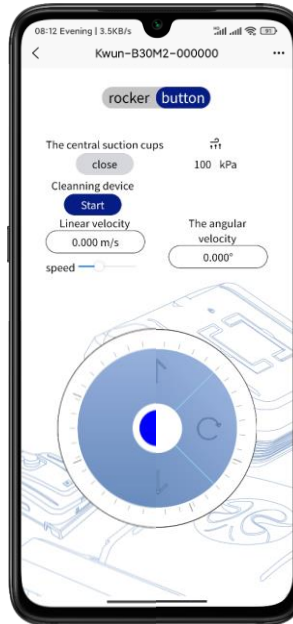 08:12 Evening | 3.5KB/s
Kwun-B30M2-000000
rocker button
The central suction cups
close
100 kPa
Cleanning device
Start
Linear velocity
0.000 m/s
The angular
velocity
0.000°
speed